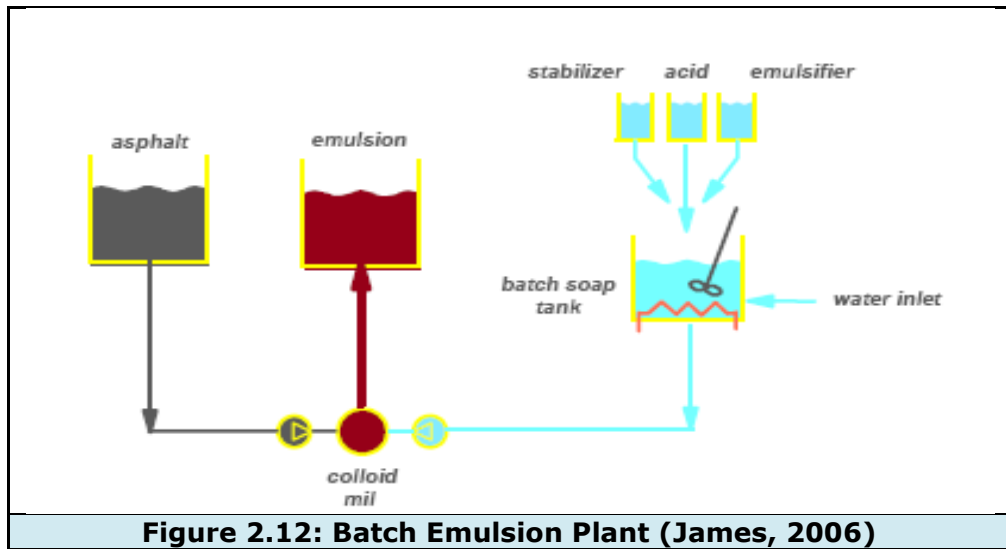 stabilizer acid emulsifier
asphalt emulsion
batch soap
tank
water inlet
colloid
mil
Figure 2.12: Batch Emulsion Plant (James, 2006)